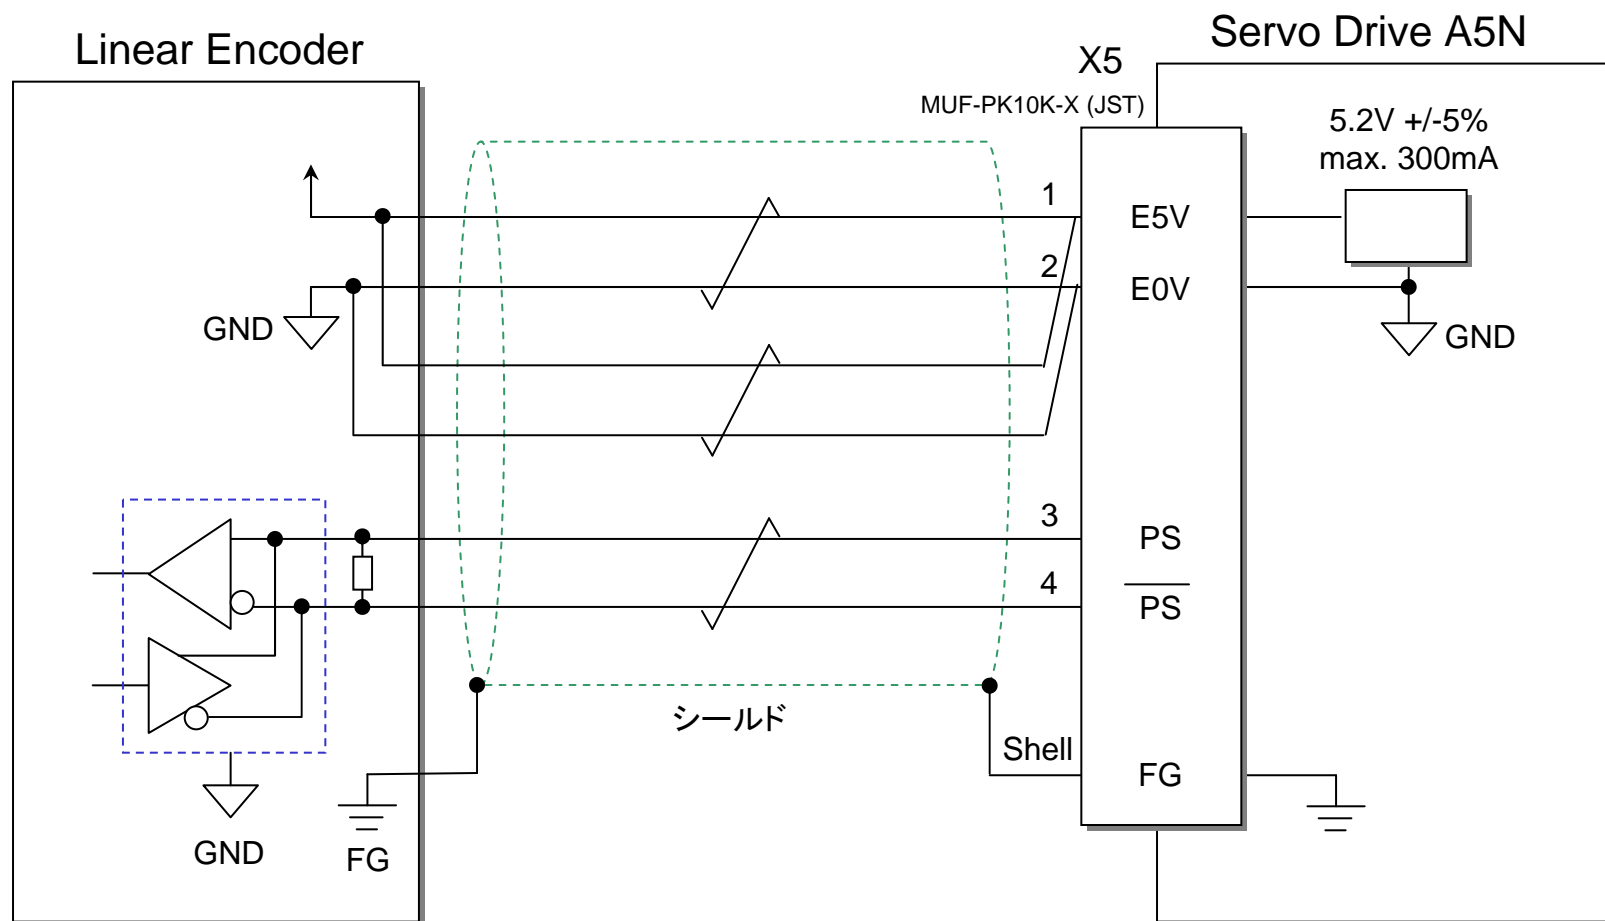 Linear Encoder
Servo Drive A5N
X5
MUF-PK10K-X (JST)
5.2V +/-5%
max. 300mA
1
E5V
2
E0V
GND
GND
3
PS
4
PS
シールド
Shell
FG
GND
FG